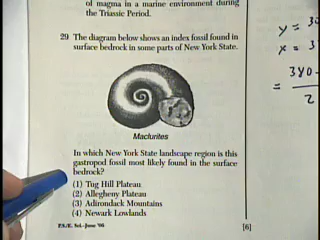 of magma in a marine environment during
the Triassic Period.
29 The diagram below shows an index fossil found in
surface bedrock in some parts of New York State.
Maclurites
In which New York State landscape region is this
gastropod fossil most likely found in the surface
bedrock?
(1) Tug Hill Plateau
(2) Allegheny Plateau
(3) Adirondack Mountains
(4) Newark Lowlands
P.S./E. Sci.–June '06
[6]
y = 30
x = 3
380
= 2